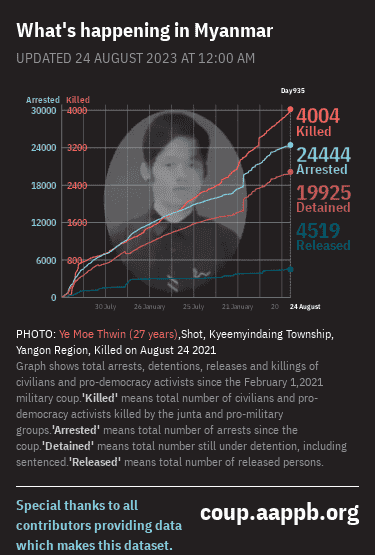 What's happening in Myanmar
UPDATED 24 AUGUST 2023 AT 12:00 AM
Day935
Arrested Killed
30000 4000
24000 3200
18000 2400
12000 1600
6000 800
0
4004
Killed
24444
Arrested
19925
Detained
4519
Released
30 July 26 January 25 July 21 January 20 24 August
PHOTO: Ye Moe Thwin (27 years),Shot, Kyeemyindaing Township,
Yangon Region, Killed on August 24 2021
Graph shows total arrests, detentions, releases and killings of
civilians and pro-democracy activists since the February 1,2021
military coup.'Killed' means total number of civilians and pro-
democracy activists killed by the junta and pro-military
groups.'Arrested' means total number of arrests since the
coup.'Detained' means total number still under detention, including
sentenced.'Released' means total number of released persons.
Special thanks to all
contributors providing data
which makes this dataset.
coup.aappb.org